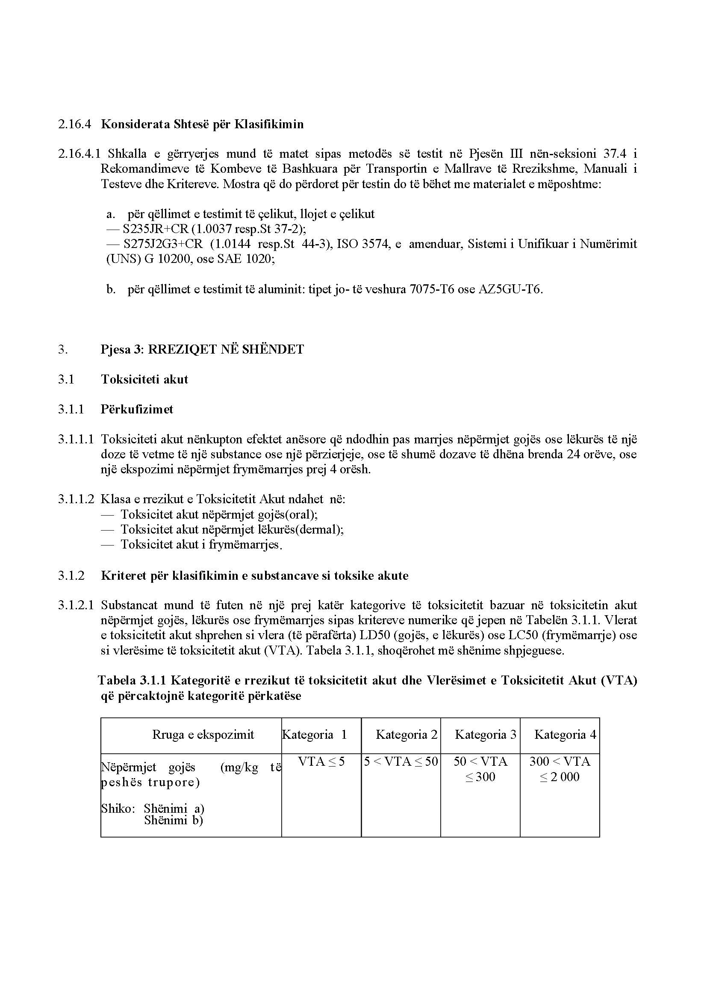 2.16.4 Konsiderata Shtesë për Klasifikimin
2.16.4.1 Shkalla e gërryerjes mund të matet sipas metodës së testit në Pjesën III nën-seksioni 37.4 i
Rekomandimeve të Kombeve të Bashkuara për Transportin e Mallrave të Rrezikshme, Manuali i
Testeve dhe Kritereve. Mostra që do përdoret për testin do të bëhet me materialet e mëposhtme:
a. për qëllimet e testimit të çelikut, llojet e çelikut
— S235JR+CR (1.0037 resp.St 37-2);
— S275J2G3+CR (1.0144 resp.St 44-3), ISO 3574, e amenduar, Sistemi i Unifikuar i Numërimit
(UNS) G 10200, ose SAE 1020;
b. për qëllimet e testimit të aluminit: tipet jo- të veshura 7075-T6 ose AZ5GU-T6.
3. Pjesa 3: RREZIQET NË SHËNDET
3.1 Toksiciteti akut
3.1.1 Përkufizimet
3.1.1.1 Toksiciteti akut nënkupton efektet anësore që ndodhin pas marrjes nëpërmjet gojës ose lëkurës të një
doze të vetme të një substance ose një përzierjeje, ose të shumë dozave të dhëna brenda 24 orëve, ose
një ekspozimi nëpërmjet frymëmarrjes prej 4 orësh.
3.1.1.2 Klasa e rrezikut e Toksicitetit Akut ndahet në:
— Toksicitet akut nëpërmjet gojës(oral);
— Toksicitet akut nëpërmjet lëkurës(dermal);
— Toksicitet akut i frymëmarrjes.
3.1.2 Kriteret për klasifikimin e substancave si toksike akute
3.1.2.1 Substancat mund të futen në një prej katër kategorive të toksicitetit bazuar në toksicitetin akut
nëpërmjet gojës, lëkurës ose frymëmarrjes sipas kritereve numerike që jepen në Tabelën 3.1.1. Vlerat
e toksicitetit akut shprehen si vlera (të përafërta) LD50 (gojës, e lëkurës) ose LC50 (frymëmarrje) ose
si vlerësime të toksicitetit akut (VTA). Tabela 3.1.1, shoqërohet më shënime shpjeguese.
Tabela 3.1.1 Kategoritë e rrezikut të toksicitetit akut dhe Vlerësimet e Toksicitetit Akut (VTA)
që përcaktojnë kategoritë përkatëse
Rruga e ekspozimit Kategoria 1 Kategoria 2 Kategoria 3 Kategoria 4
Nëpërmjet gojës (mg/kg të
peshës trupore)
Shiko: Shënimi a)
Shënimi b)
VTA ≤ 5
5 < VTA ≤ 50
50 < VTA
≤ 300
300 < VTA
≤ 2 000